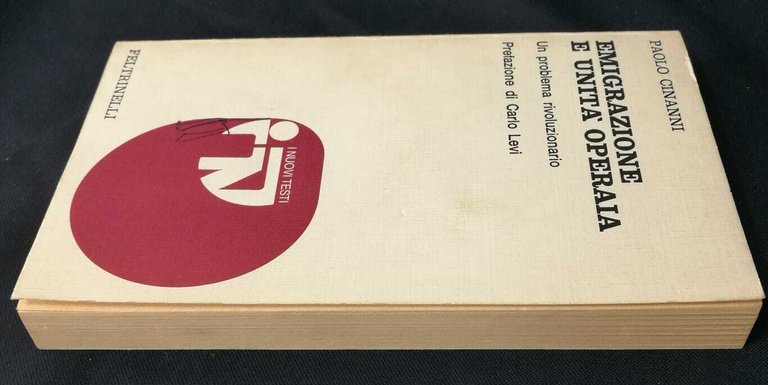 PAOLO CINANNI
EMIGRAZIONE
E UNITA' OPERAIA
Un problema rivoluzionario
Prefazione di Carlo Levi
I NUOVI TESTI
FELTRINELLI